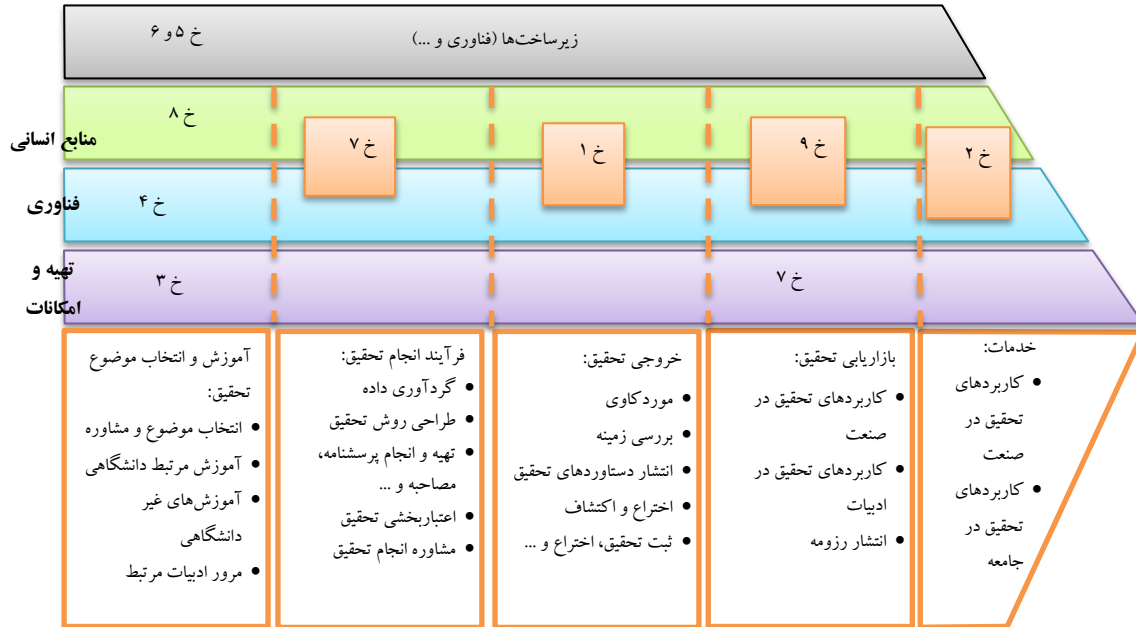 زیرساخت‌ها (فناوری و ...)
خ ۵ و ۶
منابع انسانی
خ ۸
خ ۷
خ ۱
خ ۹
خ ۲
فناوری
خ ۴
تهیه و
امکانات
خ ۳
خ ۷
آموزش و انتخاب موضوع
تحقیق:
• انتخاب موضوع و مشاوره
• آموزش مرتبط دانشگاهی
• آموزش‌های غیر
دانشگاهی
• مرور ادبیات مرتبط
فرآیند انجام تحقیق:
• گردآوری داده
• طراحی روش تحقیق
• تهیه و انجام پرسشنامه،
مصاحبه و ...
• اعتباربخشی تحقیق
• مشاوره انجام تحقیق
خروجی تحقیق:
• موردکاوی
• بررسی زمینه
• انتشار دستاوردهای تحقیق
• اختراع و اکتشاف
• ثبت تحقیق، اختراع و ...
بازاریابی تحقیق:
• کاربردهای تحقیق در
صنعت
• کاربردهای تحقیق در
ادبیات
• انتشار رزومه
خدمات:
• کاربردهای
تحقیق در
صنعت
• کاربردهای
تحقیق در
جامعه